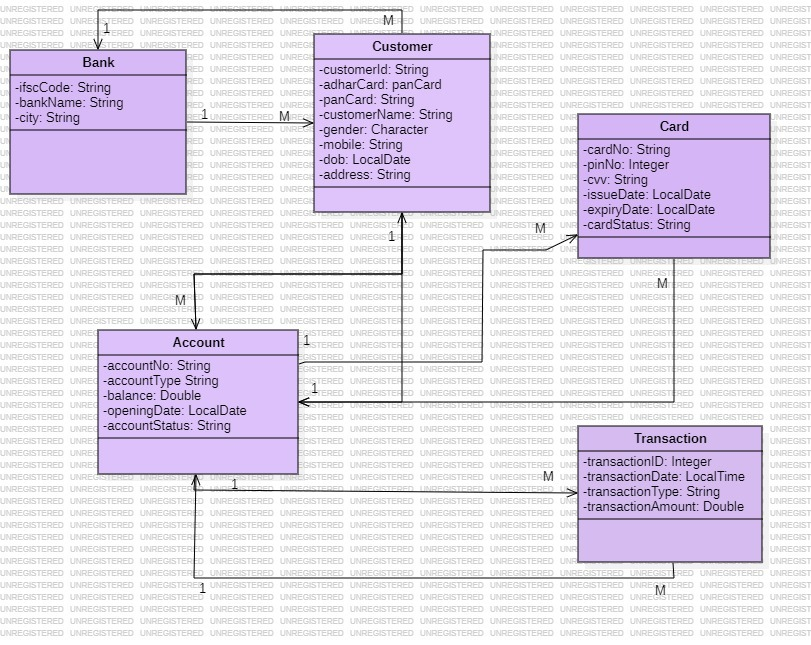 Bank
-ifscCode: String
-bankName: String
-city: String
Customer
-customerId: String
-adharCard: panCard
-panCard: String
-customerName: String
-gender: Character
-mobile: String
-dob: LocalDate
-address: String
Card
-cardNo: String
-pinNo: Integer
-cvv: String
-issueDate: LocalDate
-expiryDate: LocalDate
-cardStatus: String
Account
-accountNo: String
-accountType String
-balance: Double
-openingDate: LocalDate
-accountStatus: String
Transaction
-transactionID: Integer
-transactionDate: LocalTime
-transactionType: String
-transactionAmount: Double
1
M
1
M
1
M
1
M
1
M
1
M
1
M
UNREGISTERED